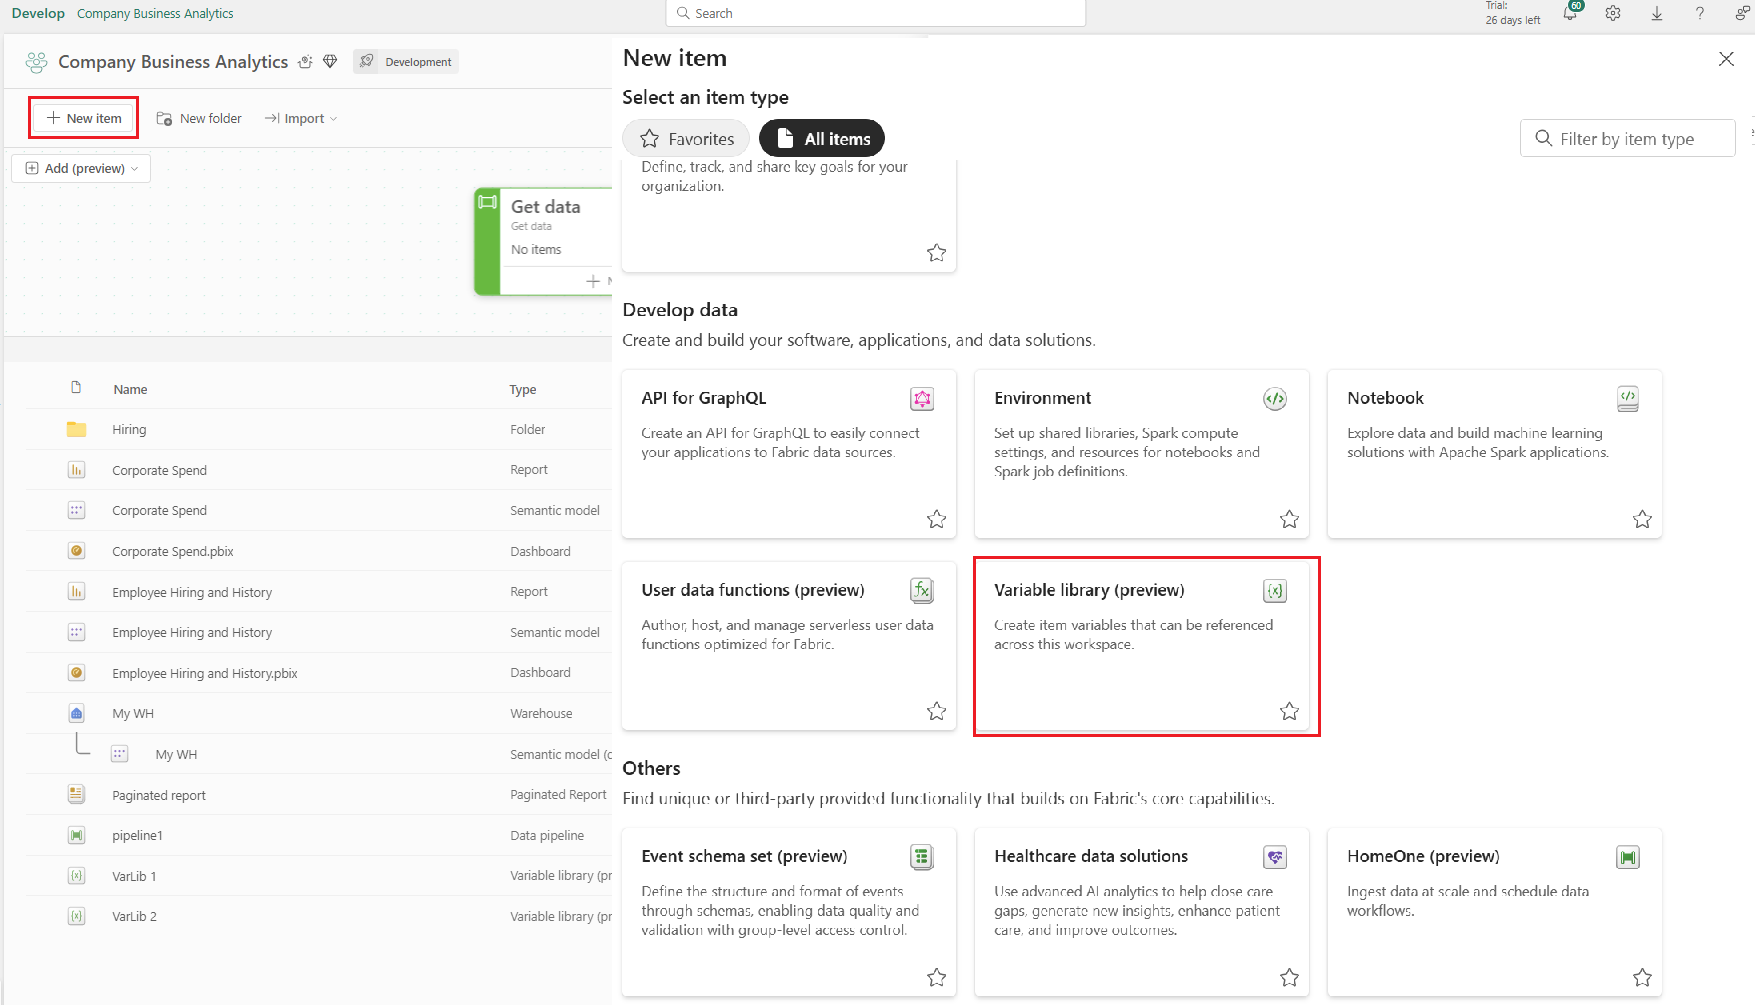 Develop Company Business Analytics
Search
Trial:
26 days left
60
Company Business Analytics
Development
New item
New folder
Import
Add (preview)
Get data
Get data
No items
Name
Type
Hiring
Folder
Corporate Spend
Report
Corporate Spend
Semantic model
Corporate Spend.pbix
Dashboard
Employee Hiring and History
Report
Employee Hiring and History
Semantic model
Employee Hiring and History.pbix
Dashboard
My WH
Warehouse
My WH
Semantic model (
Paginated report
Paginated Report
pipeline1
Data pipeline
VarLib 1
Variable library (pr
VarLib 2
Variable library (pr
New item
Select an item type
Favorites
All items
Filter by item type
Define, track, and share key goals for your
organization.
Develop data
Create and build your software, applications, and data solutions.
API for GraphQL
Create an API for GraphQL to easily connect
your applications to Fabric data sources.
Environment
Set up shared libraries, Spark compute
settings, and resources for notebooks and
Spark job definitions.
Notebook
Explore data and build machine learning
solutions with Apache Spark applications.
User data functions (preview)
Author, host, and manage serverless user data
functions optimized for Fabric.
Variable library (preview)
Create item variables that can be referenced
across this workspace.
Others
Find unique or third-party provided functionality that builds on Fabric's core capabilities.
Event schema set (preview)
Define the structure and format of events
through schemas, enabling data quality and
validation with group-level access control.
Healthcare data solutions
Use advanced AI analytics to help close care
gaps, generate new insights, enhance patient
care, and improve outcomes.
HomeOne (preview)
Ingest data at scale and schedule data
workflows.